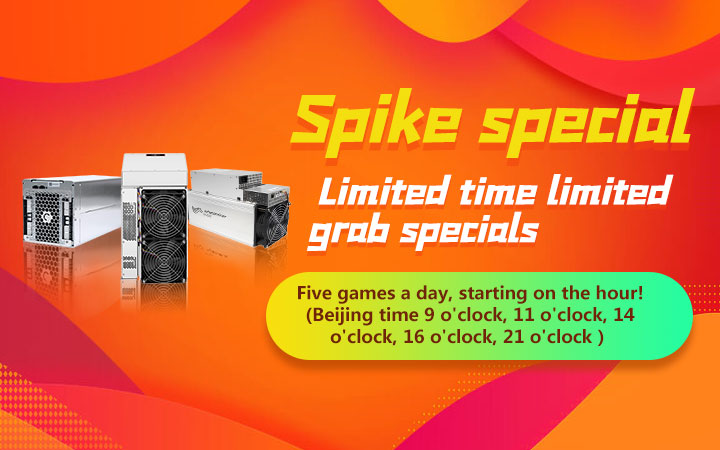 Spike special
Limited time limited
grab specials
Five games a day, starting on the hour!
(Beijing time 9 o'clock, 11 o'clock, 14
o'clock, 16 o'clock, 21 o'clock )